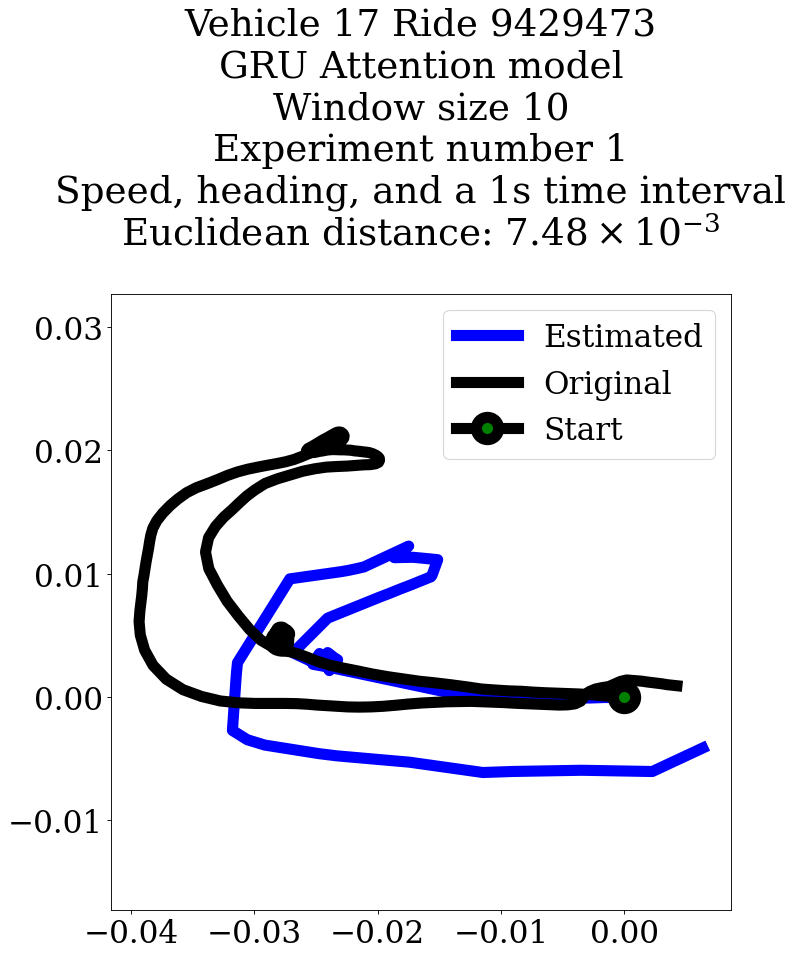 Vehicle 17 Ride 9429473
GRU Attention model
Window size 10
Experiment number 1
Speed, heading, and a 1s time interval
Euclidean distance: 7.48 × 10⁻³
Estimated
Original
Start
0.03
0.02
0.01
0.00
−0.01
−0.04 −0.03 −0.02 −0.01 0.00